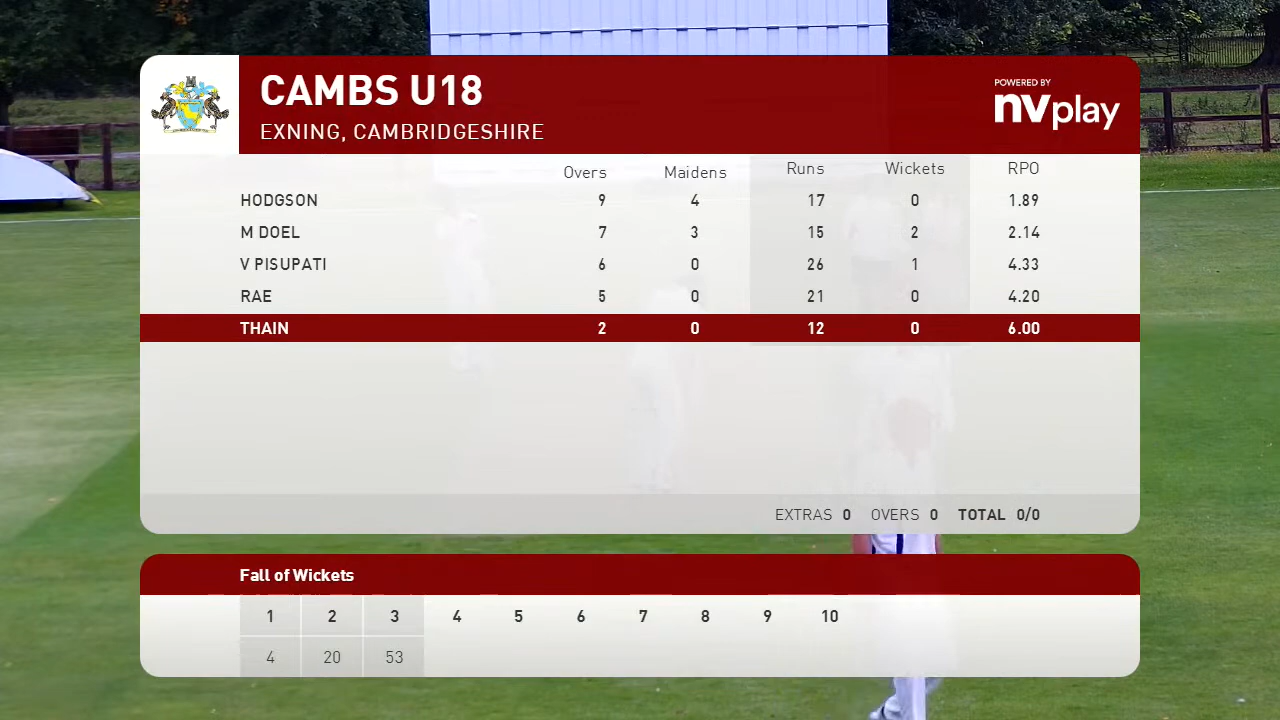 CAMBS U18
EXNING, CAMBRIDGESHIRE
POWERED BY
nvplay
Overs Maidens Runs Wickets RPO
HODGSON 9 4 17 0 1.89
M DOEL 7 3 15 2 2.14
V PISUPATI 6 0 26 1 4.33
RAE 5 0 21 0 4.20
THAIN 2 0 12 0 6.00
EXTRAS 0 OVERS 0 TOTAL 0/0
Fall of Wickets
1 2 3 4 5 6 7 8 9 10
4 20 53